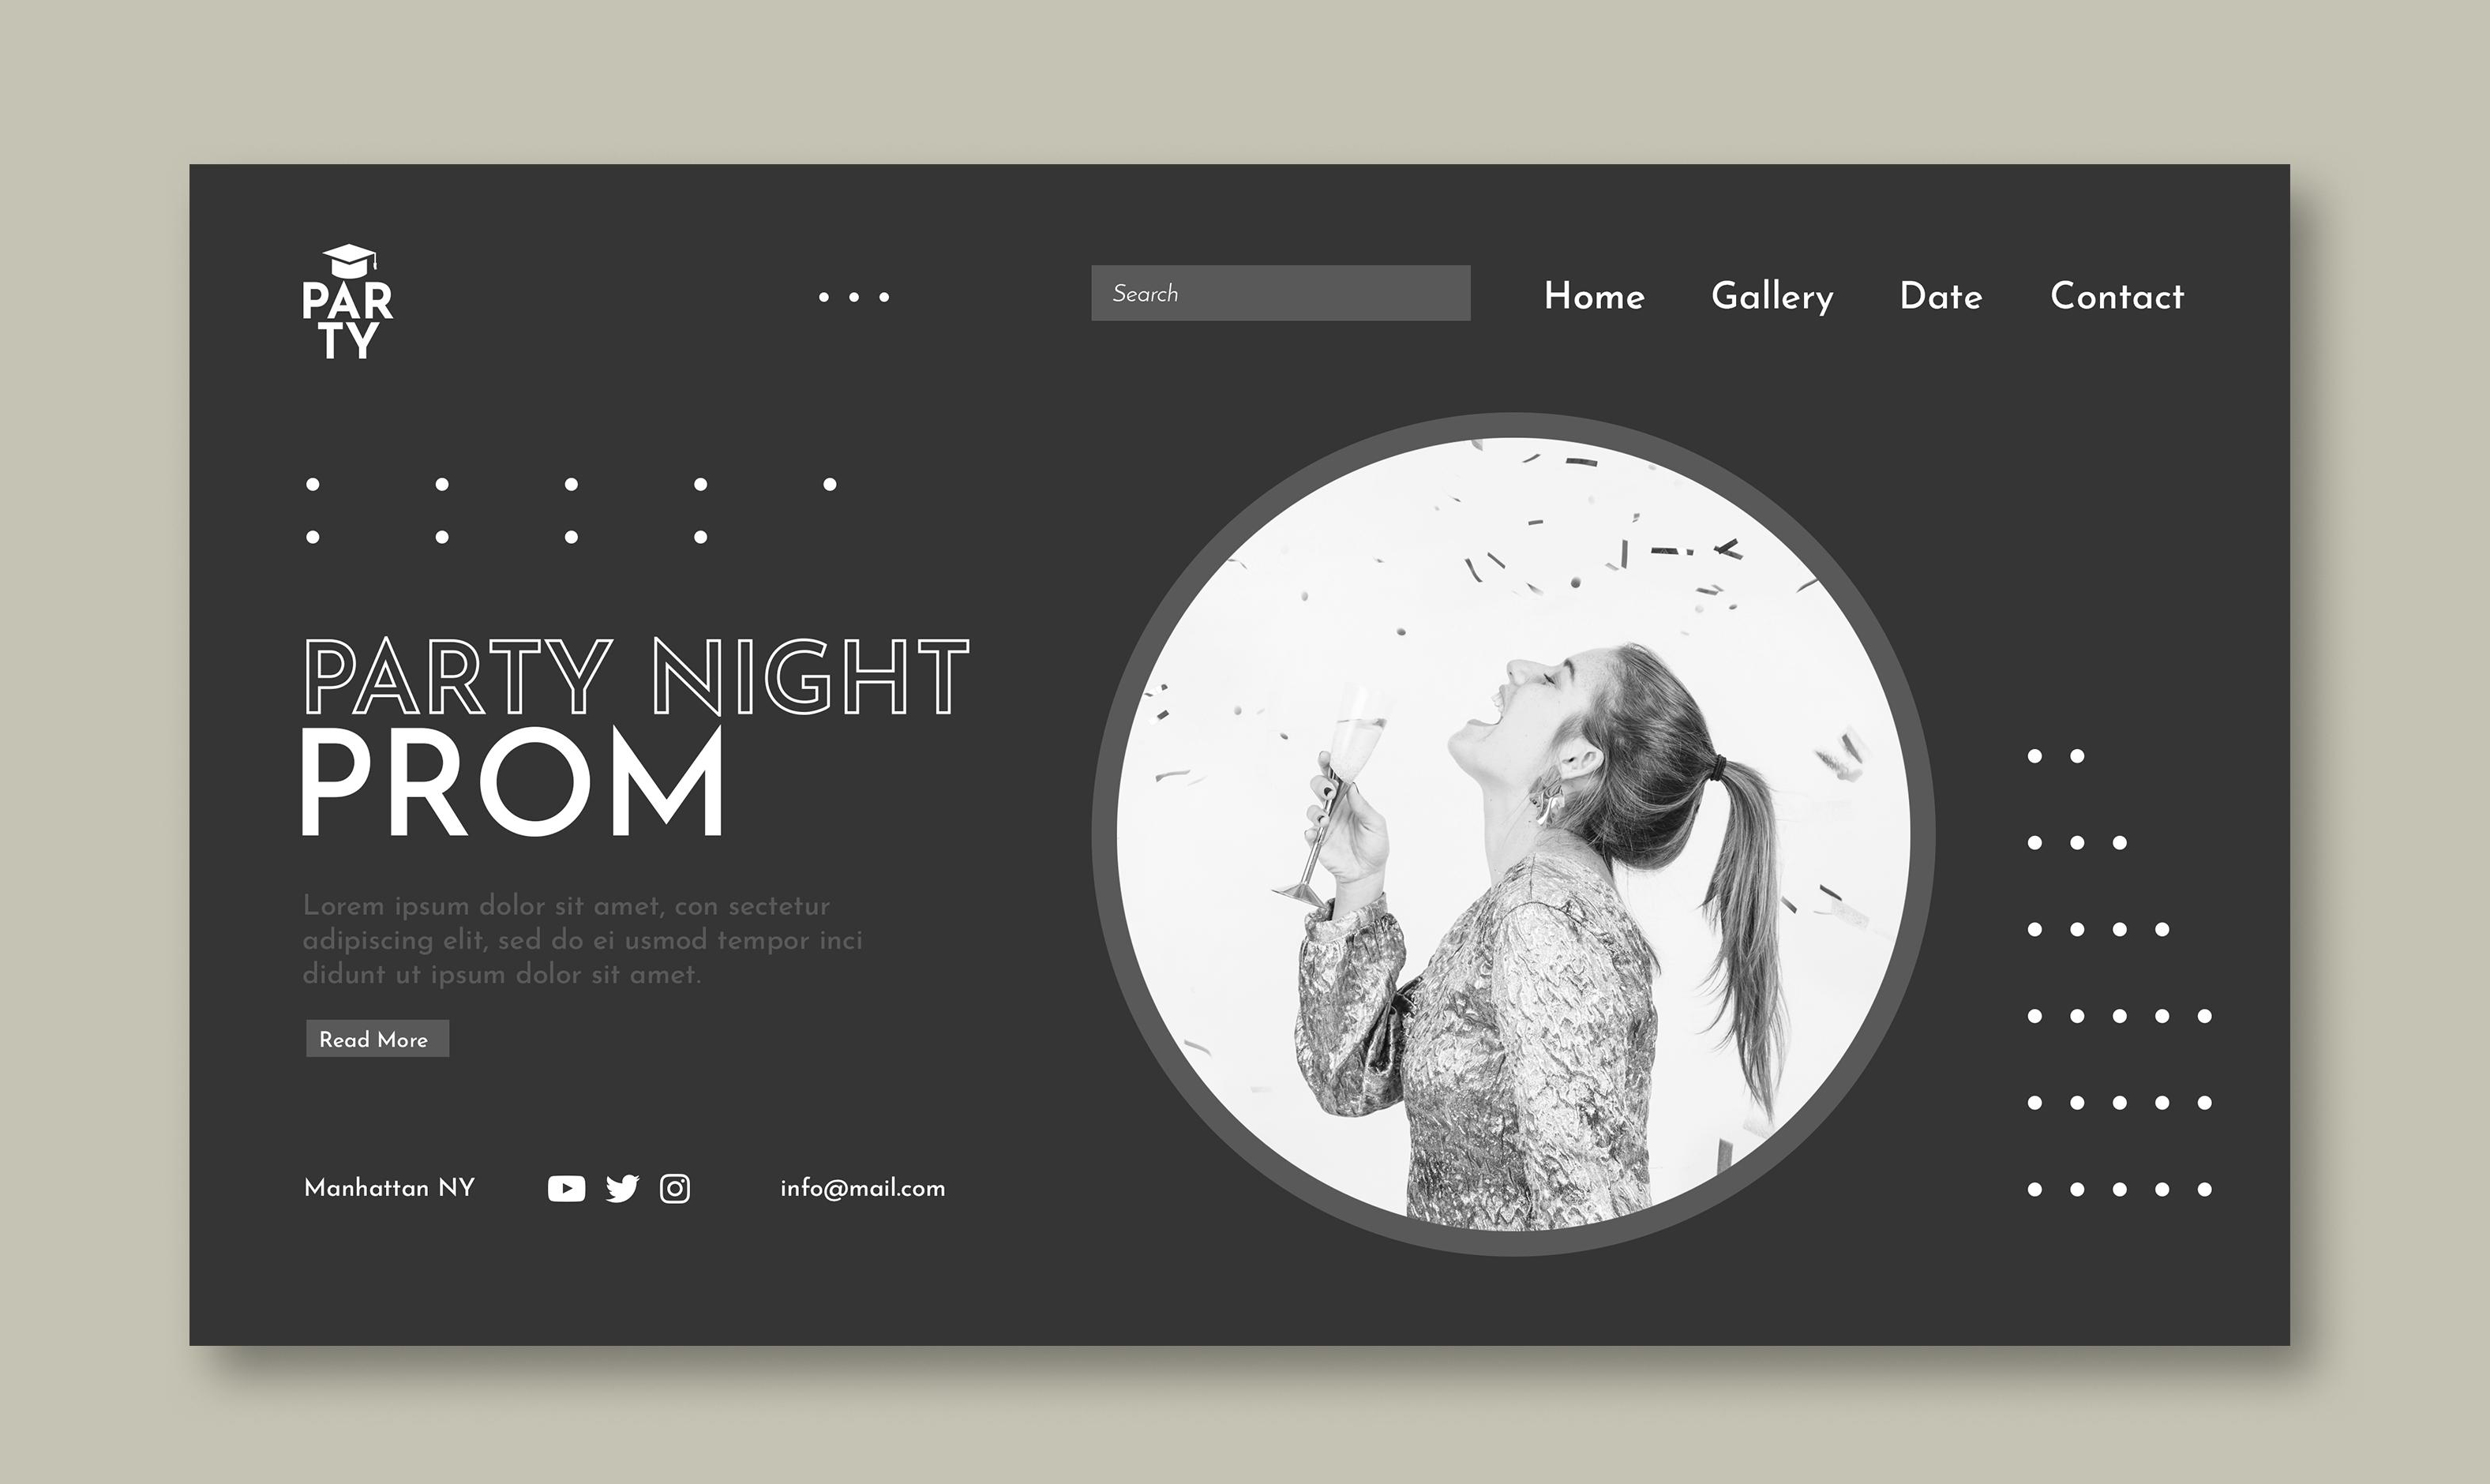 PAR
TY
Search
Home Gallery Date Contact
PARTY NIGHT
PROM
Lorem ipsum dolor sit amet, con sectetur
adipiscing elit, sed do ei usmod tempor inci
didunt ut ipsum dolor sit amet.
Read More
Manhattan NY
info@mail.com